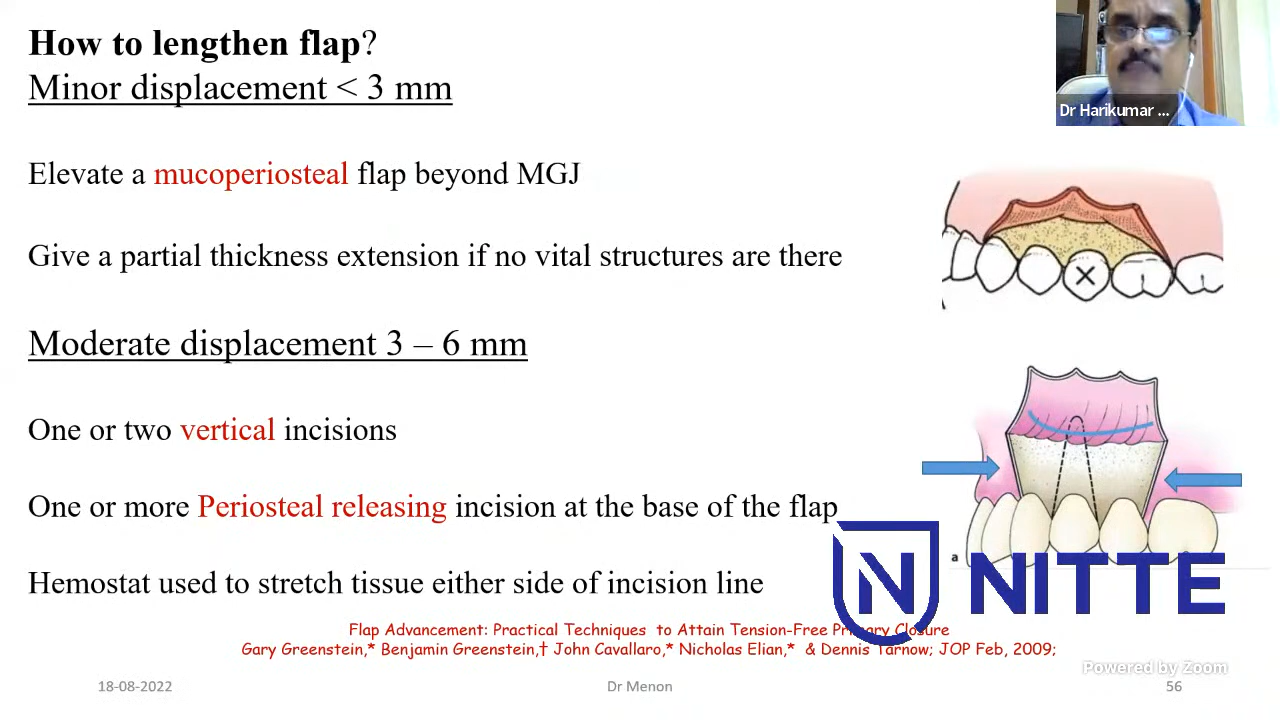 How to lengthen flap?
Minor displacement < 3 mm
Dr Harikumar ...
Elevate a mucoperiosteal flap beyond MGJ
Give a partial thickness extension if no vital structures are there
Moderate displacement 3 – 6 mm
One or two vertical incisions
One or more Periosteal releasing incision at the base of the flap
a
N NITTE
Hemostat used to stretch tissue either side of incision line
Flap Advancement: Practical Techniques to Attain Tension-Free Primary Closure
Gary Greenstein,* Benjamin Greenstein,† John Cavallaro,* Nicholas Elian,* & Dennis Tarnow; JOP Feb, 2009;
Powered by Zoom
18-08-2022 Dr Menon 56